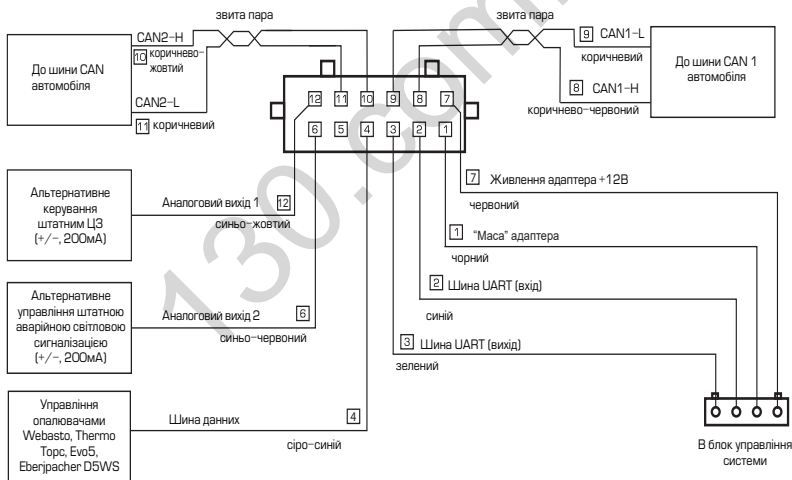 звита пара
звита пара
CAN2-H
10 коричнево-
жовтий
До шини CAN
автомобіля
CAN2-L
11 коричневий
9 CAN1-L
коричневий
До шини CAN 1
автомобіля
8 CAN1-H
коричнево-червоний
12 11 10 9 8 7
6 5 4 3 2 1
7 Живлення адаптера +12В
червоний
Альтернативне
керування
штатним ЦЗ
(+/-, 200мА)
Аналоговий вихід 1 12
синьо-жовтий
1 "Маса" адаптера
чорний
2 Шина UART (вхід)
синій
Альтернативне
управління штатною
аварійною світловою
сигналізацією
(+/-, 200мА)
Аналоговий вихід 2 6
синьо-червоний
3 Шина UART (вихід)
зелений
Управління
опалювачами
Webasto, Thermo
Topc, Evo5,
Eberjpacher D5WS
Шина данних 4
сіро-синій
В блок управління
системи
130.com